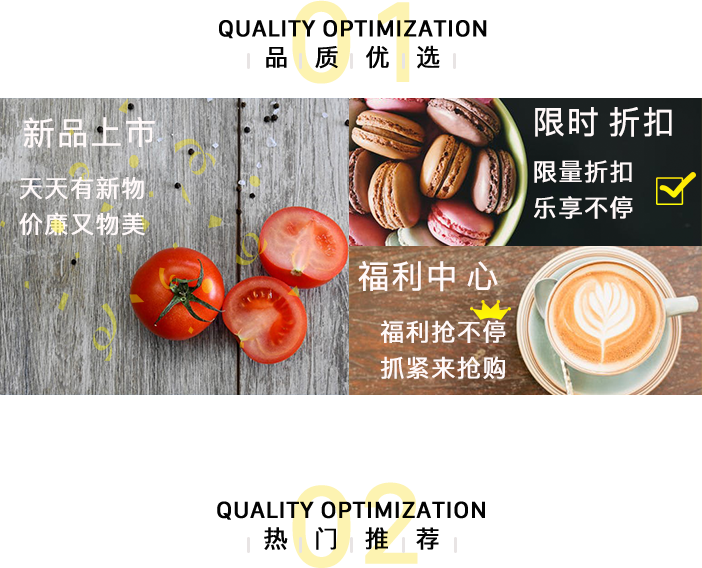 01
QUALITY OPTIMIZATION
品质优选
新品上市
天天有新物
价廉又物美
限时 折扣
限量折扣
乐享不停
福利中 心
福利抢不停
抓紧来抢购
02
QUALITY OPTIMIZATION
热门推荐